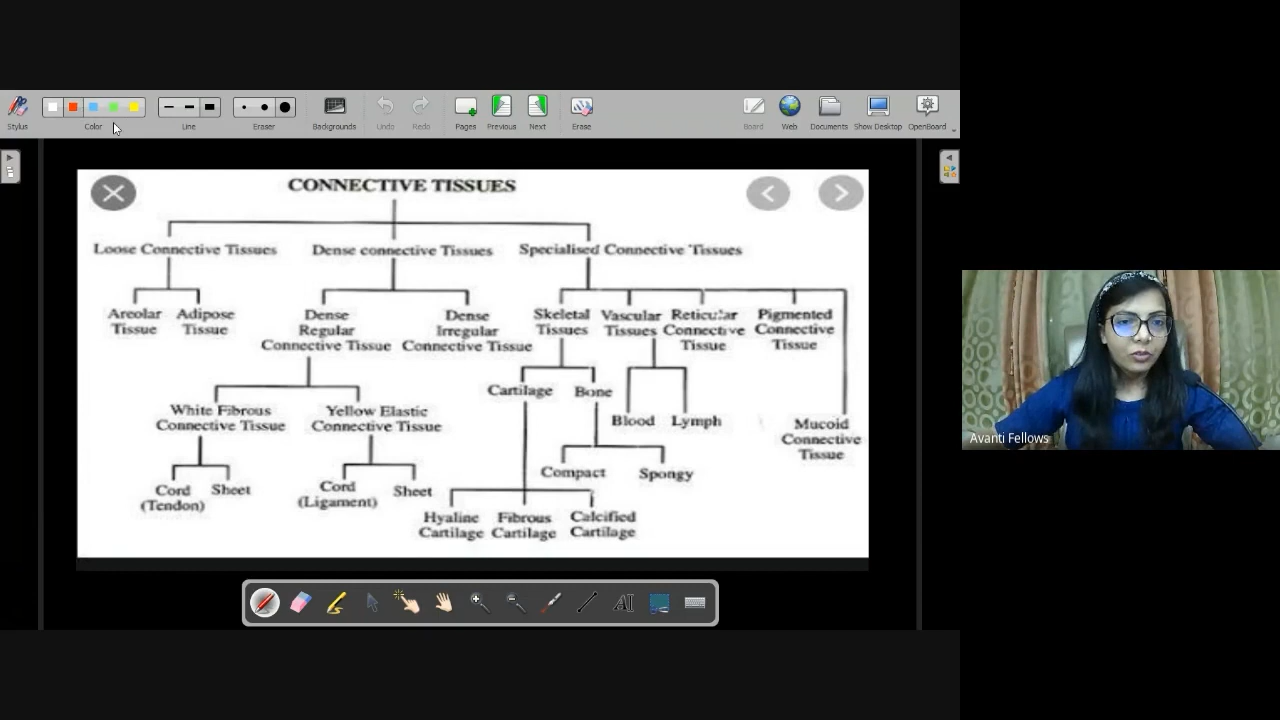 Stylus
Color
Line
Eraser
Backgrounds
Undo
Redo
Pages
Previous
Next
Erase
Board
Web
Documents
Show Desktop
OpenBoard
CONNECTIVE TISSUES
Loose Connective Tissues
Dense connective Tissues
Specialised Connective Tissues
Areolar
Tissue
Adipose
Tissue
Dense
Regular
Connective Tissue
Dense
Irregular
Connective Tissue
Skeletal
Tissues
Vascular
Tissues
Reticular
Connective
Tissue
Pigmented
Connective
Tissue
Cartilage
Bone
White Fibrous
Connective Tissue
Yellow Elastic
Connective Tissue
Blood
Lymph
Mucoid
Connective
Tissue
Compact
Spongy
Cord
(Tendon)
Sheet
Cord
(Ligament)
Sheet
Hyaline
Cartilage
Fibrous
Cartilage
Calcified
Cartilage
AI
Avanti Fellows